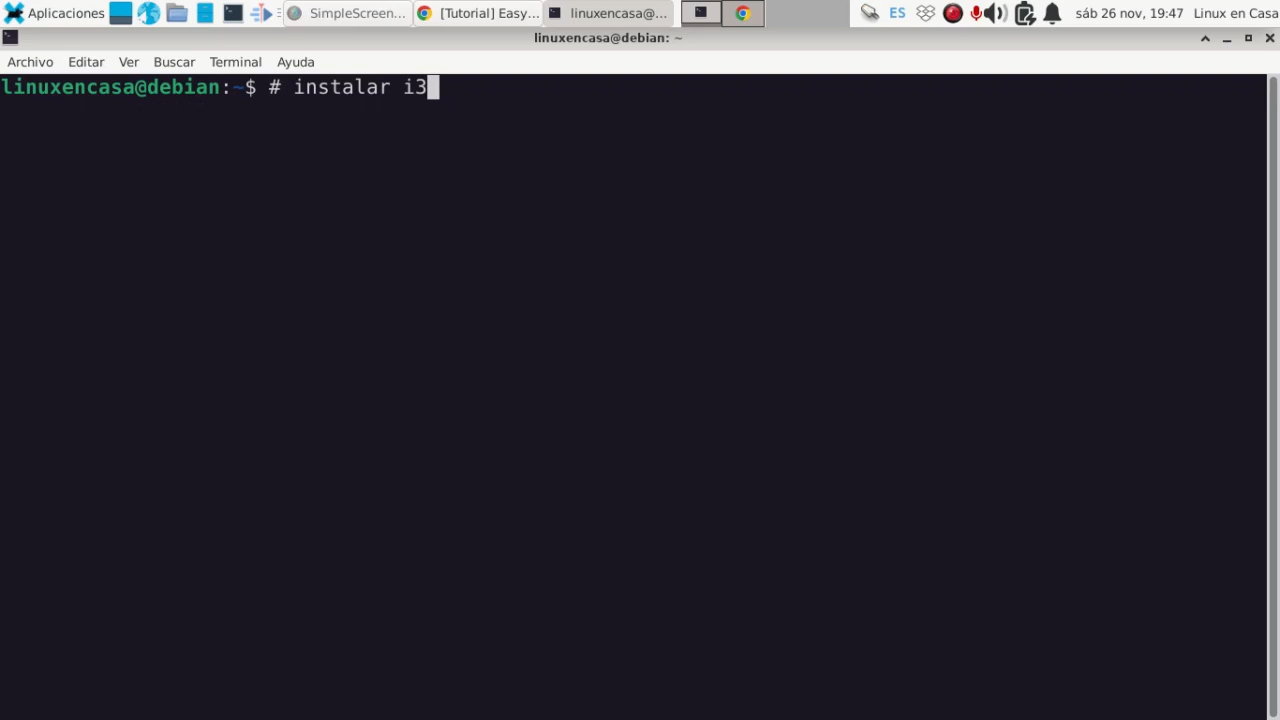 Aplicaciones
SimpleScreen...
[Tutorial] Easy...
linuxencasa@...
ES
sáb 26 nov, 19:47
Linux en Casa
linuxencasa@debian: ~
Archivo Editar Ver Buscar Terminal Ayuda
linuxencasa@debian:~$ # instalar i3